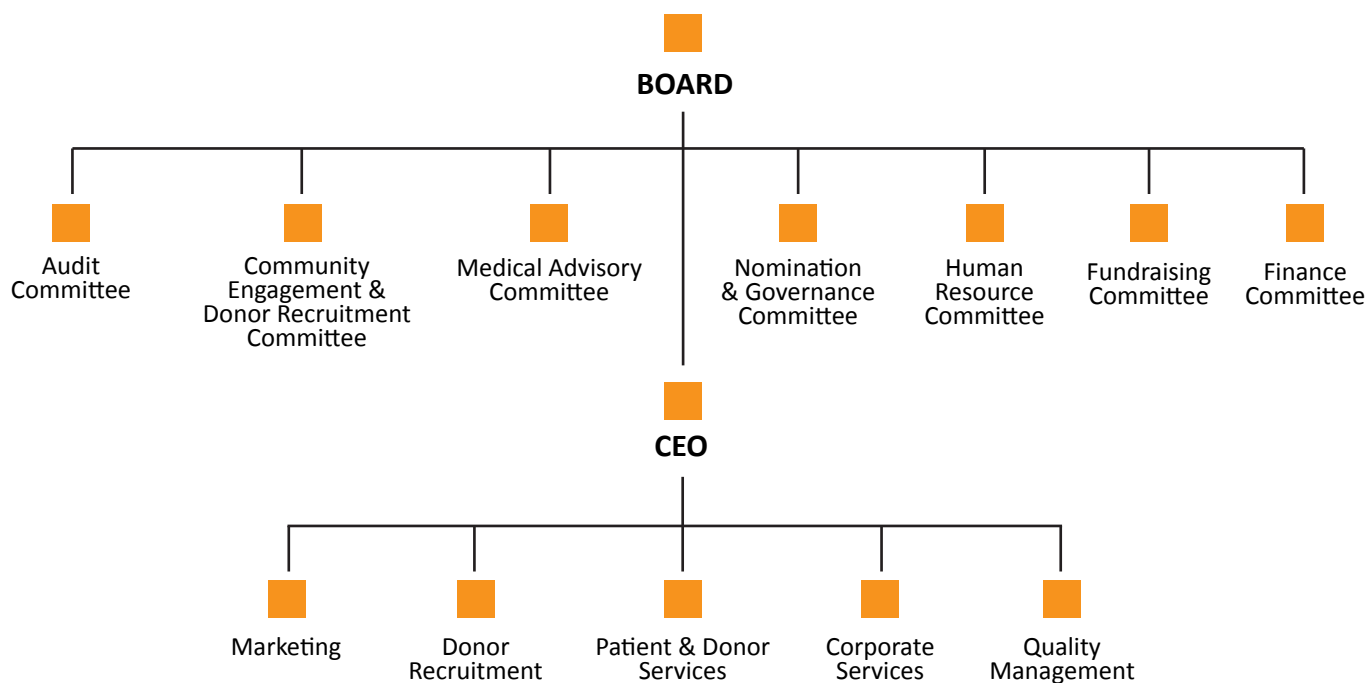 BOARD
Audit
Committee
Community
Engagement &
Donor Recruitment
Committee
Medical Advisory
Committee
Nomination
& Governance
Committee
Human
Resource
Committee
Fundraising
Committee
Finance
Committee
CEO
Marketing
Donor
Recruitment
Patient & Donor
Services
Corporate
Services
Quality
Management